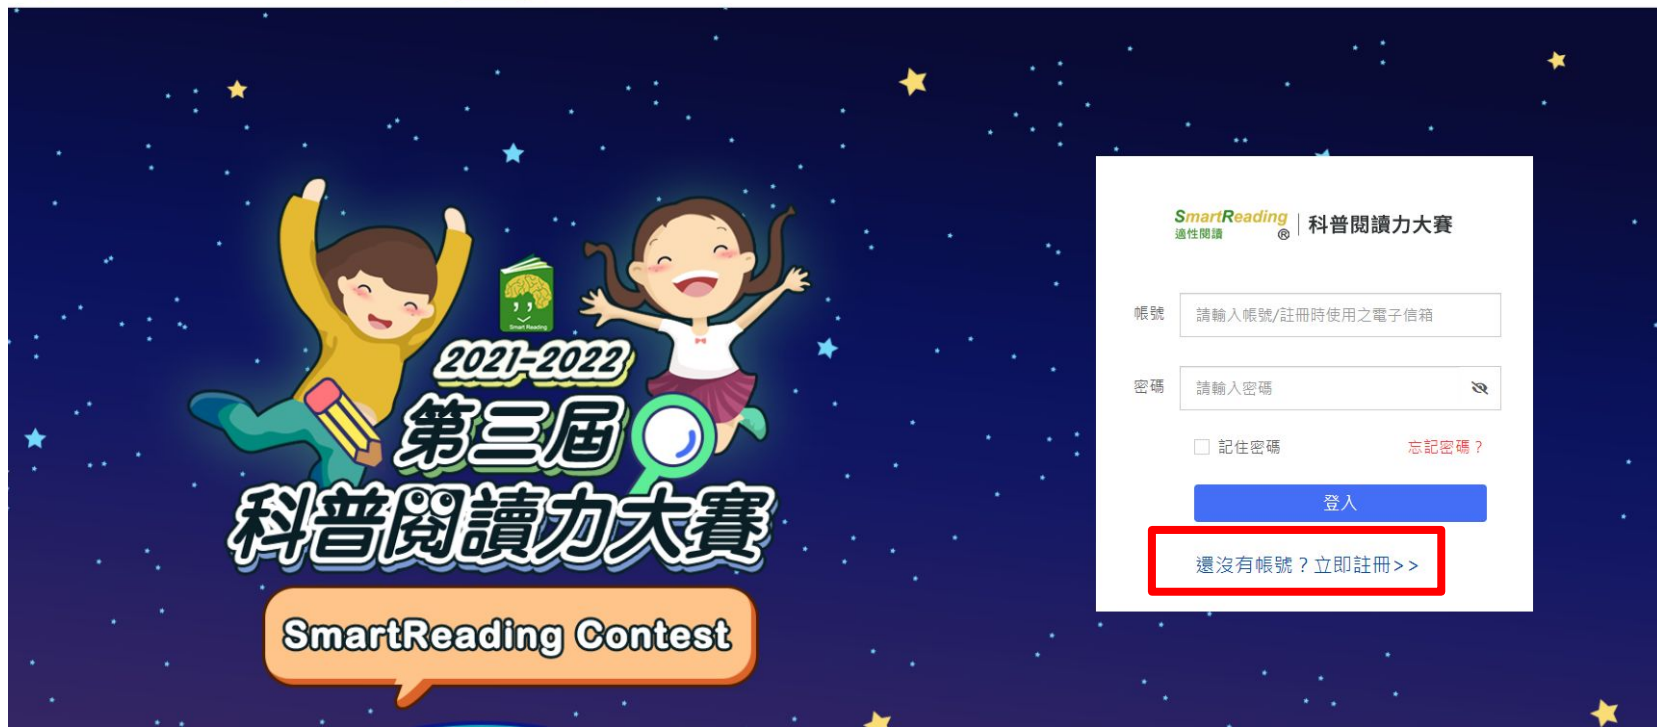 Smart Reading
2021-2022
第三屆
科普閱讀力大賽
SmartReading Contest
SmartReading
適性閱讀 ®
科普閱讀力大賽
帳號
請輸入帳號/註冊時使用之電子信箱
密碼
請輸入密碼
記住密碼
忘記密碼？
登入
還沒有帳號？立即註冊>>